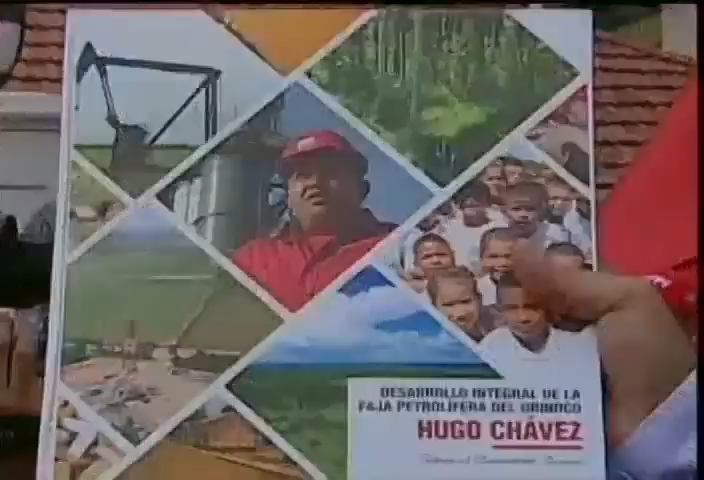 DESARROLLO INTEGRAL DE LA
FAJA PETROLÍFERA DEL ORINOCO
HUGO CHÁVEZ